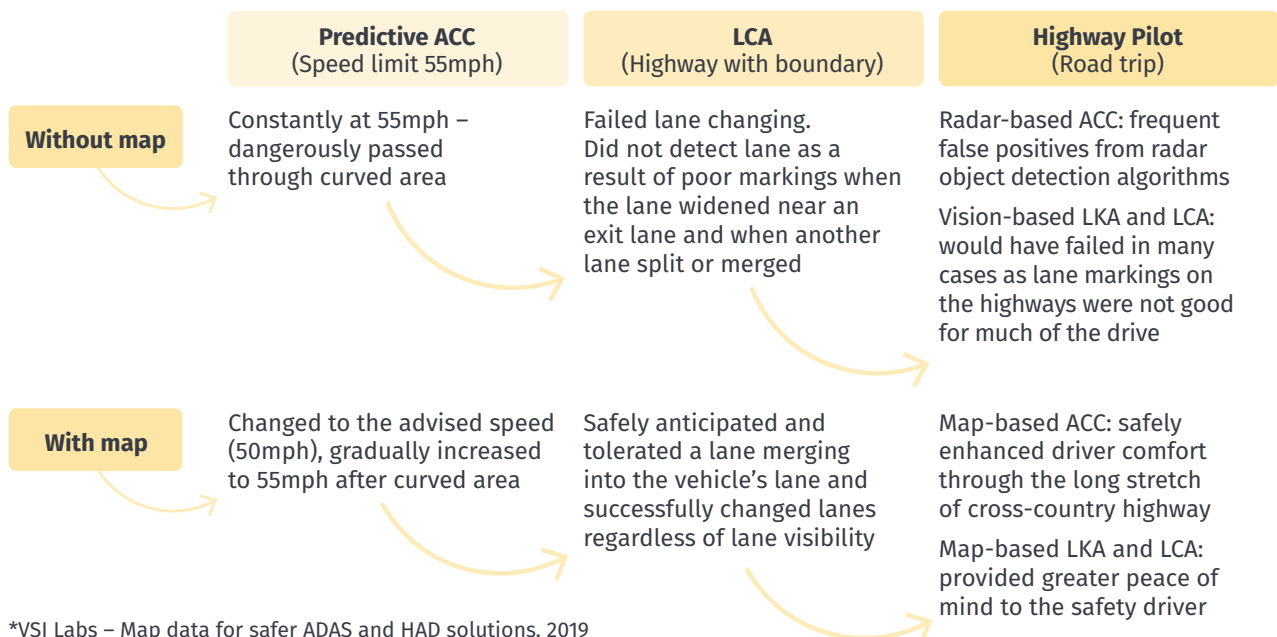 Predictive ACC
(Speed limit 55mph)
LCA
(Highway with boundary)
Highway Pilot
(Road trip)
Without map
Constantly at 55mph –
dangerously passed
through curved area
Failed lane changing.
Did not detect lane as a
result of poor markings when
the lane widened near an
exit lane and when another
lane split or merged
Radar-based ACC: frequent
false positives from radar
object detection algorithms
Vision-based LKA and LCA:
would have failed in many
cases as lane markings on
the highways were not good
for much of the drive
With map
Changed to the advised speed
(50mph), gradually increased
to 55mph after curved area
Safely anticipated and
tolerated a lane merging
into the vehicle’s lane and
successfully changed lanes
regardless of lane visibility
Map-based ACC: safely
enhanced driver comfort
through the long stretch
of cross-country highway
Map-based LKA and LCA:
provided greater peace of
mind to the safety driver
*VSI Labs – Map data for safer ADAS and HAD solutions, 2019